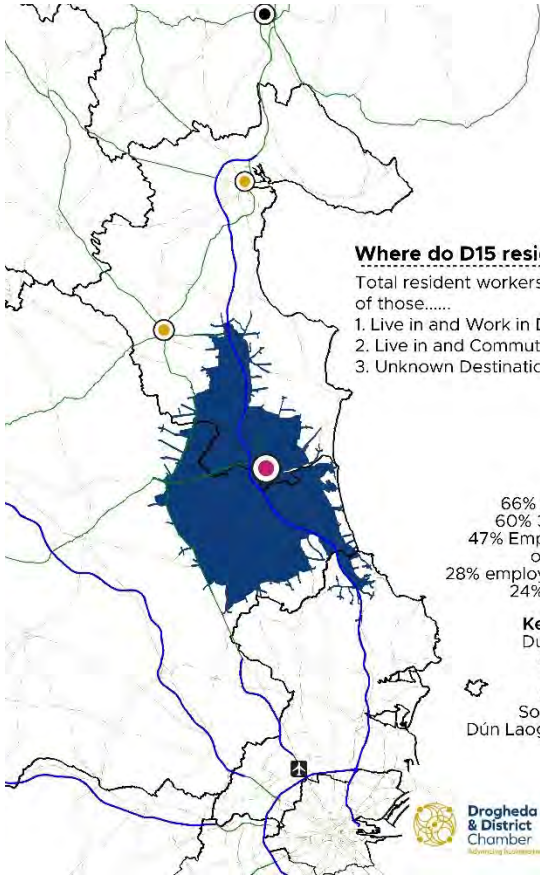 Where do D15 resi
Total resident workers
of those......
1. Live in and Work in D
2. Live in and Commut
3. Unknown Destinatio
66%
60%
47% Emp
o
28% employ
24%
Ke
Du
So
Dún Laog
Drogheda
& District
Chamber